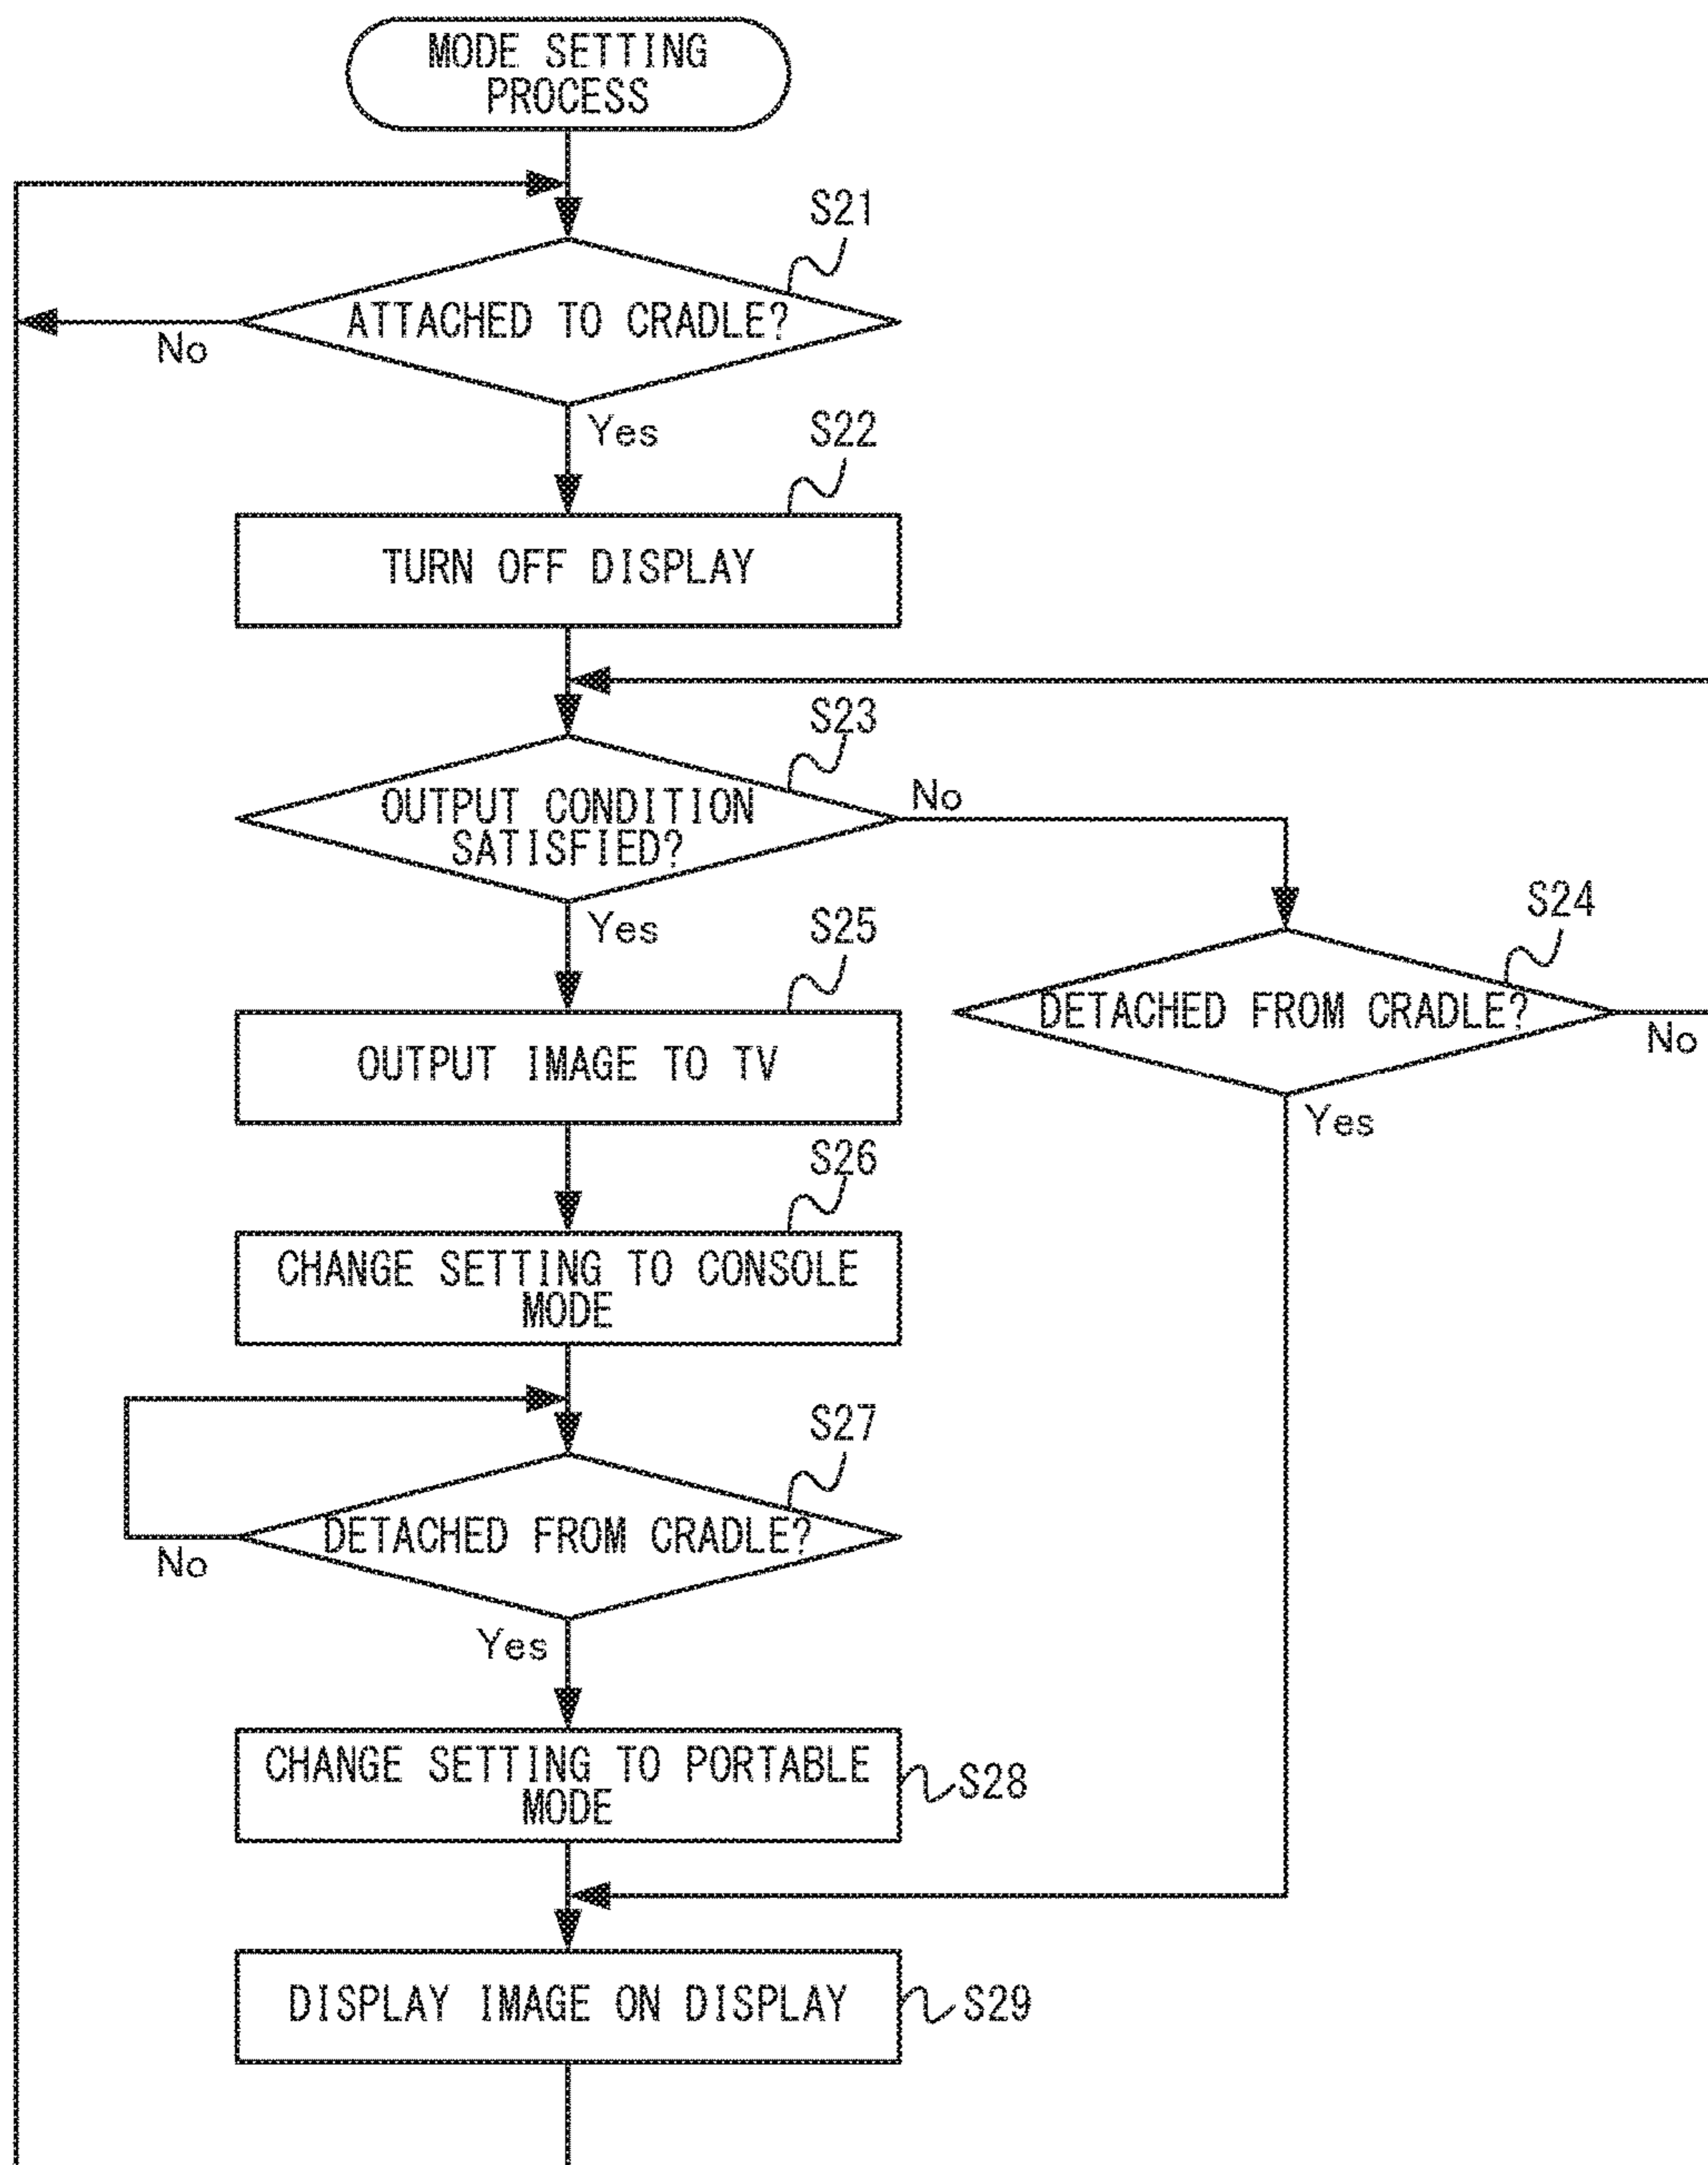 MODE SETTING
PROCESS
S21
ATTACHED TO CRADLE?
No
Yes
S22
TURN OFF DISPLAY
S23
OUTPUT CONDITION
SATISFIED?
No
Yes
S24
DETACHED FROM CRADLE?
No
Yes
S25
OUTPUT IMAGE TO TV
S26
CHANGE SETTING TO CONSOLE
MODE
S27
DETACHED FROM CRADLE?
No
Yes
CHANGE SETTING TO PORTABLE
MODE
S28
DISPLAY IMAGE ON DISPLAY
S29